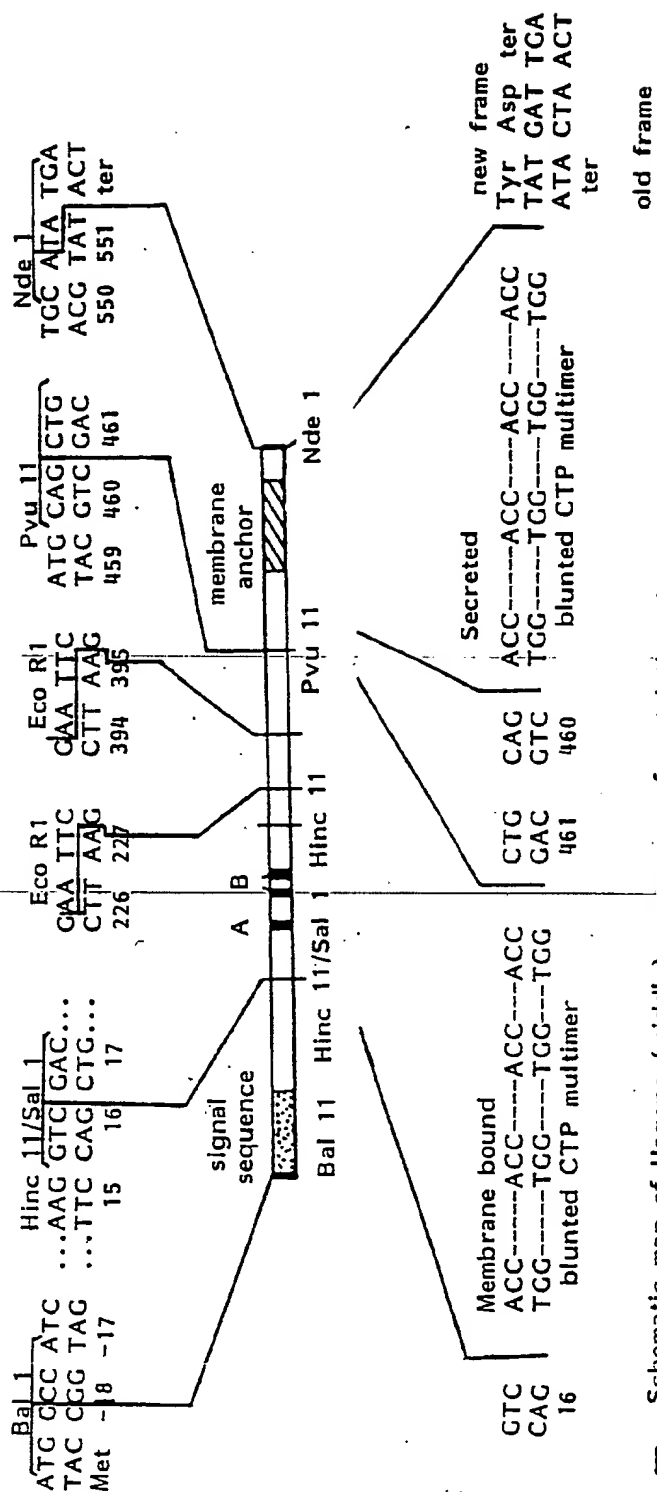 Bal 1
ATG GCC ATC
TAC CGG TAG
Met -18 -17
Hinc 11/Sal 1
...AAG GTC GAC...
...TTC CAG CTG...
15 16 17
Eco R1
GAA TTC
CTT AAG
226 227
Eco R1
GAA TTC
CTT AAG
394 395
Pvu 11
ATG CAG CTG
TAC GTC GAC
459 460 461
Nde 1
TGC ATA TGA
ACG TAT ACT
550 551 ter
signal
sequence
A
B
membrane
anchor
Bal 11
Hinc 11/Sal 1
Hinc 11
Pvu 11
Nde 1
GTC
CAG
16
Membrane bound
ACC------ACC----ACC---ACC
TGG-----TGG----TGG---TGG
blunted CTP multimer
CTG
GAC
461
CAG
GTC
460
Secreted
ACC------ACC----ACC ----ACC
TGG-----TGG----TGG----TGG
blunted CTP multimer
new frame
Tyr Asp ter
TAT GAT TGA
ATA CTA ACT
ter
old frame
Schematic map of